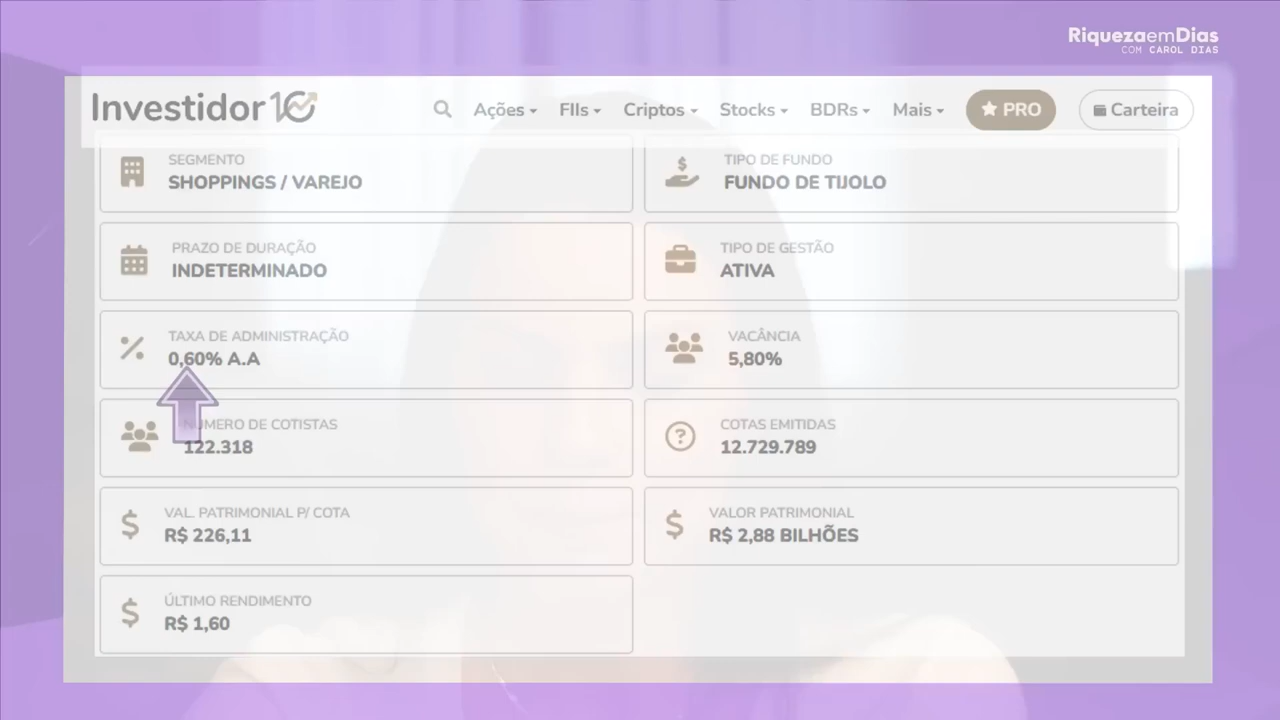 RiquezaemDias
COM CAROL DIAS
Investidor 10
Ações
FIIs
Criptos
Stocks
BDRs
Mais
PRO
Carteira
SEGMENTO
SHOPPINGS / VAREJO
TIPO DE FUNDO
FUNDO DE TIJOLO
PRAZO DE DURAÇÃO
INDETERMINADO
TIPO DE GESTÃO
ATIVA
TAXA DE ADMINISTRAÇÃO
0,60% A.A
VACÂNCIA
5,80%
NUMERO DE COTISTAS
122.318
COTAS EMITIDAS
12.729.789
VAL. PATRIMONIAL P/ COTA
R$ 226,11
VALOR PATRIMONIAL
R$ 2,88 BILHÕES
ÚLTIMO RENDIMENTO
R$ 1,60